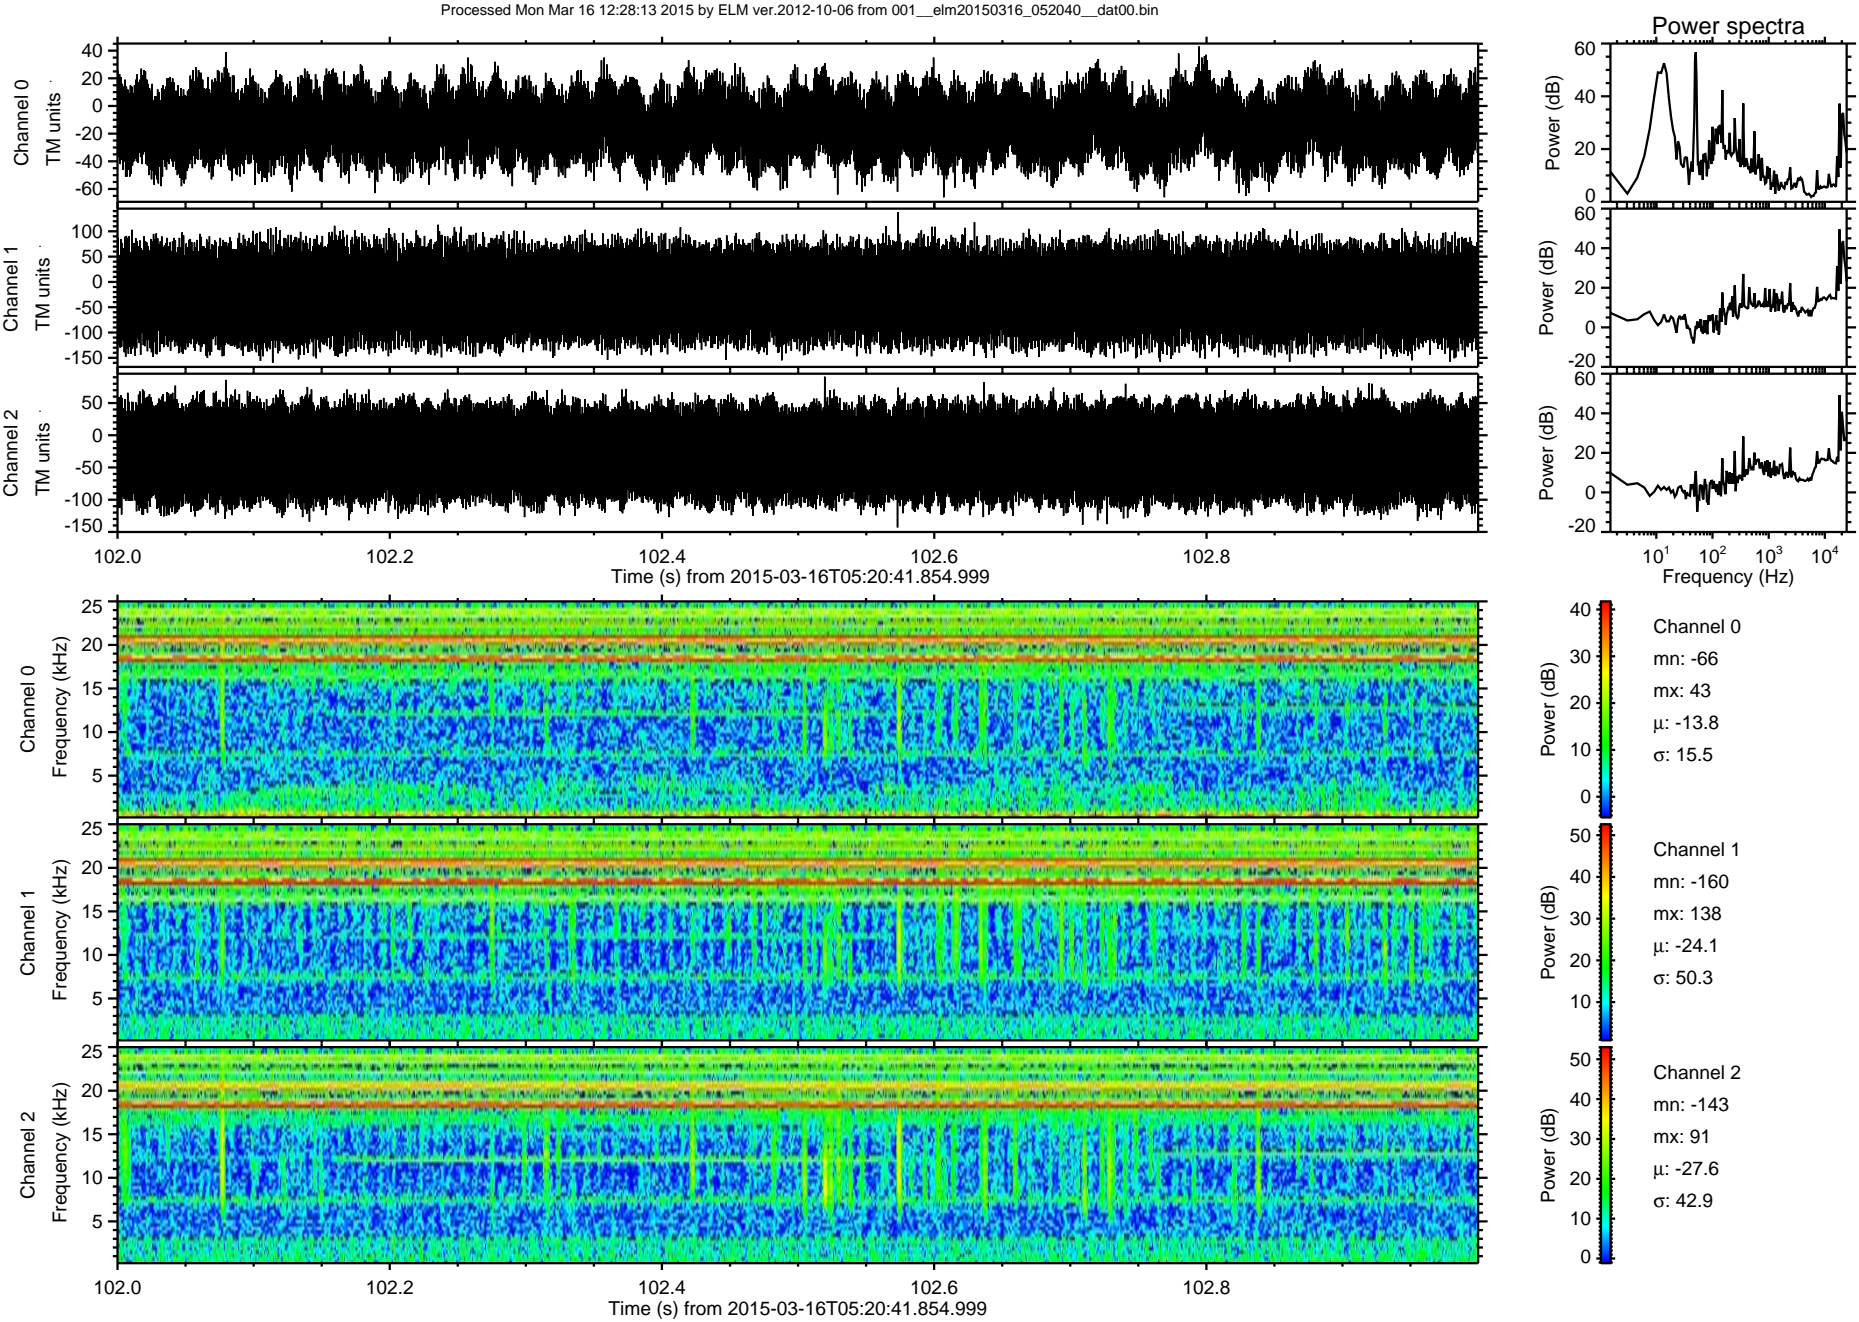 Processed Mon Mar 16 12:28:13 2015 by ELM ver.2012-10-06 from 001__elm20150316_052040__dat00.bin
Power spectra
Channel 0
TM units
40
20
0
-20
-40
-60
Power (dB)
60
40
20
0
Channel 1
TM units
100
50
0
-50
-100
-150
Power (dB)
60
40
20
0
-20
Channel 2
TM units
50
0
-50
-100
-150
Power (dB)
60
40
20
0
-20
102.0 102.2 102.4 102.6 102.8
Time (s) from 2015-03-16T05:20:41.854.999
10¹ 10² 10³ 10⁴
Frequency (Hz)
Channel 0
Frequency (kHz)
25
20
15
10
5
Power (dB)
40
30
20
10
0
Channel 0
mn: -66
mx: 43
μ: -13.8
σ: 15.5
Channel 1
Frequency (kHz)
25
20
15
10
5
Power (dB)
50
40
30
20
10
Channel 1
mn: -160
mx: 138
μ: -24.1
σ: 50.3
Channel 2
Frequency (kHz)
25
20
15
10
5
Power (dB)
50
40
30
20
10
0
Channel 2
mn: -143
mx: 91
μ: -27.6
σ: 42.9
102.0 102.2 102.4 102.6 102.8
Time (s) from 2015-03-16T05:20:41.854.999